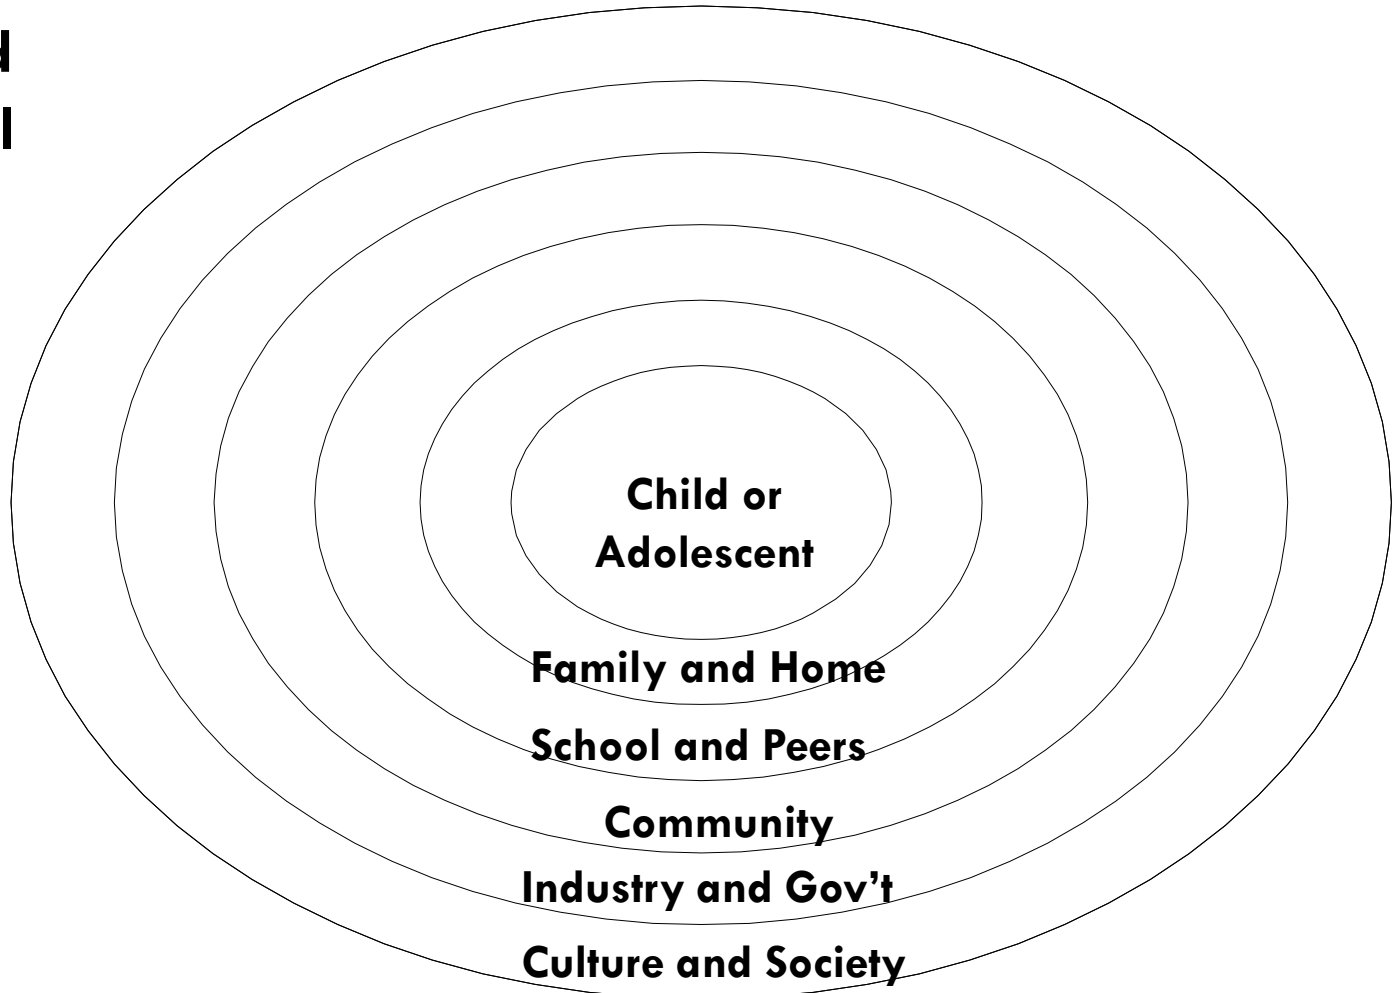 Child or
Adolescent
Family and Home
School and Peers
Community
Industry and Gov’t
Culture and Society